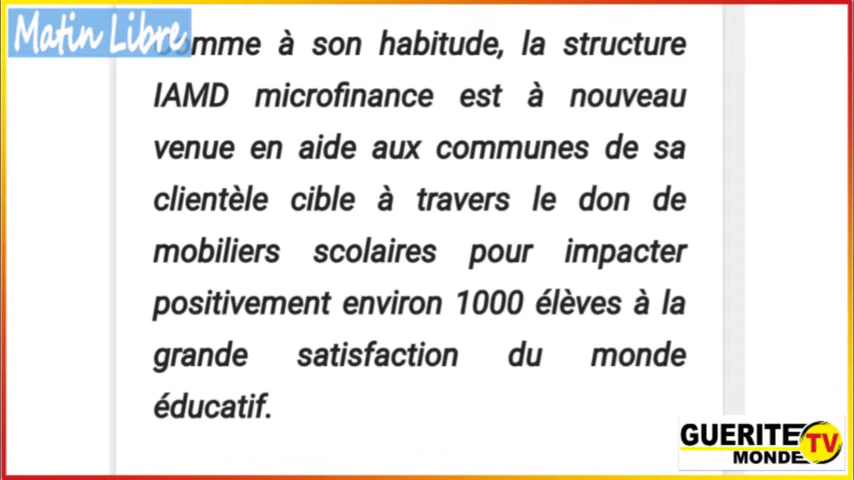 Matin Libre
omme à son habitude, la structure
IAMD microfinance est à nouveau
venue en aide aux communes de sa
clientèle cible à travers le don de
mobiliers scolaires pour impacter
positivement environ 1000 élèves à la
grande satisfaction du monde
éducatif.
GUERITE TV
MONDE